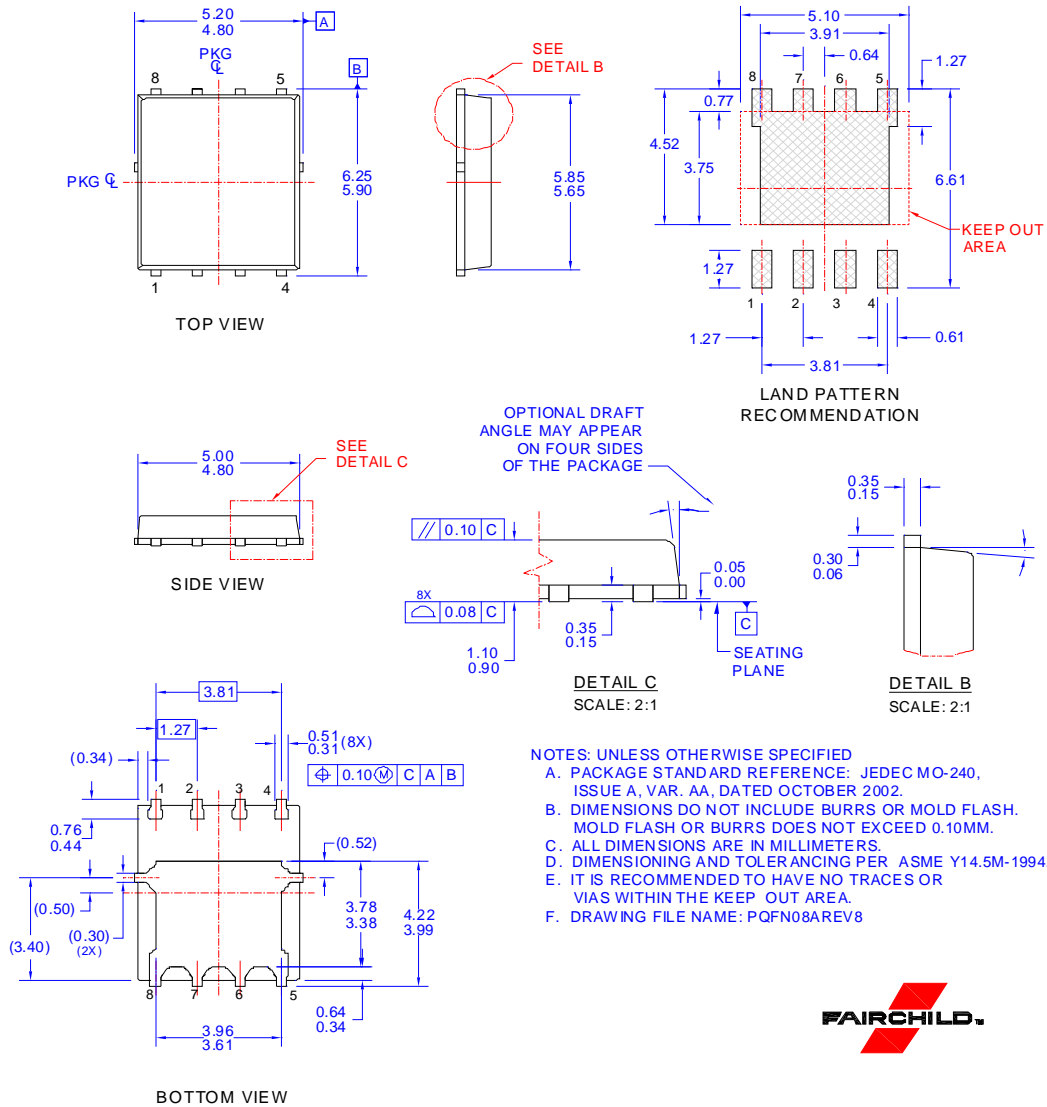 5.20
4.80
A
PKG
℄
B
8
5
PKG ℄
6.25
5.90
1
4
TOP VIEW
SEE
DETAIL B
5.85
5.65
5.10
3.91
0.64
1.27
8
7
6
5
0.77
4.52
3.75
6.61
KEEP OUT
AREA
1.27
1
2
3
4
1.27
0.61
3.81
LAND PATTERN
RECOMMENDATION
5.00
4.80
SEE
DETAIL C
SIDE VIEW
OPTIONAL DRAFT
ANGLE MAY APPEAR
ON FOUR SIDES
OF THE PACKAGE
// 0.10 C
8X
⌓ 0.08 C
1.10
0.90
0.35
0.15
0.05
0.00
C
SEATING
PLANE
DETAIL C
SCALE: 2:1
0.35
0.15
0.30
0.06
DETAIL B
SCALE: 2:1
3.81
1.27
(0.34)
0.51
0.31 (8X)
⌖ 0.10 Ⓜ C A B
1
2
3
4
0.76
0.44
(0.52)
(0.50)
(0.30)
(2X)
(3.40)
3.78
3.38
4.22
3.99
8
7
6
5
0.64
0.34
3.96
3.61
BOTTOM VIEW
NOTES: UNLESS OTHERWISE SPECIFIED
A. PACKAGE STANDARD REFERENCE: JEDEC MO-240,
ISSUE A, VAR. AA, DATED OCTOBER 2002.
B. DIMENSIONS DO NOT INCLUDE BURRS OR MOLD FLASH.
MOLD FLASH OR BURRS DOES NOT EXCEED 0.10MM.
C. ALL DIMENSIONS ARE IN MILLIMETERS.
D. DIMENSIONING AND TOLERANCING PER ASME Y14.5M-1994
E. IT IS RECOMMENDED TO HAVE NO TRACES OR
VIAS WITHIN THE KEEP OUT AREA.
F. DRAWING FILE NAME: PQFN08AREV8
FAIRCHILD™